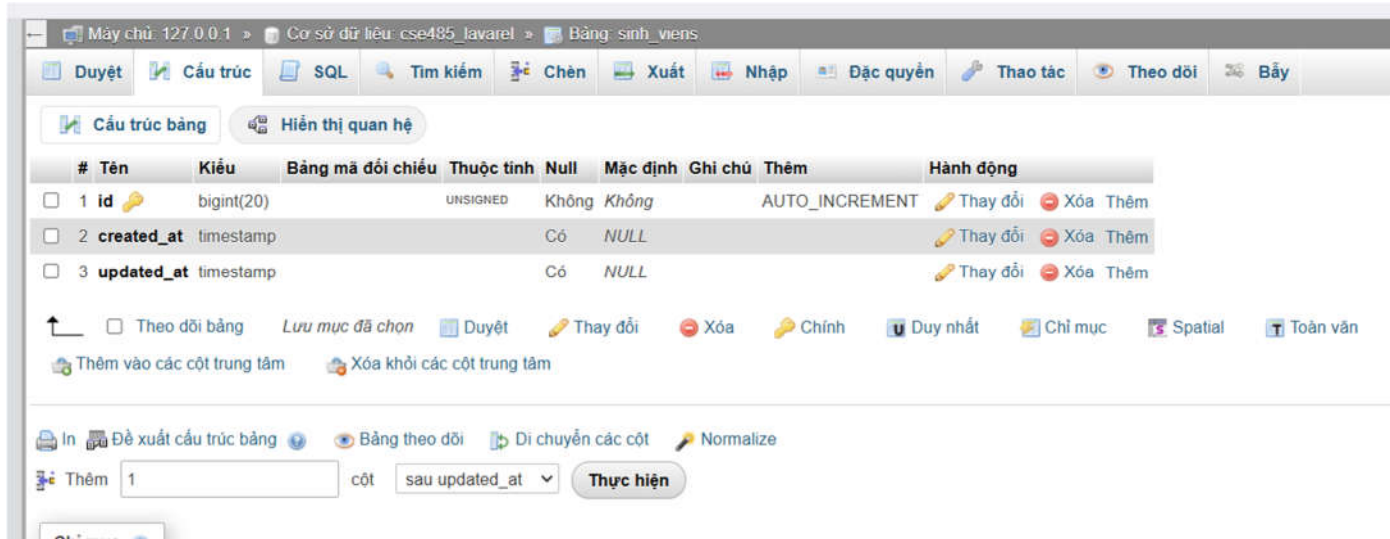 Máy chủ: 127.0.0.1 » Cơ sở dữ liệu: cse485_lavarel » Bảng: sinh_viens
Duyệt Cấu trúc SQL Tìm kiếm Chèn Xuất Nhập Đặc quyền Thao tác Theo dõi Bẫy
Cấu trúc bảng Hiển thị quan hệ
# Tên Kiểu Bảng mã đối chiếu Thuộc tính Null Mặc định Ghi chú Thêm Hành động
1 id bigint(20) UNSIGNED Không Không AUTO_INCREMENT Thay đổi Xóa Thêm
2 created_at timestamp Có NULL Thay đổi Xóa Thêm
3 updated_at timestamp Có NULL Thay đổi Xóa Thêm
Theo dõi bảng Lưu mục đã chọn Duyệt Thay đổi Xóa Chính Duy nhất Chỉ mục Spatial Toàn văn
Thêm vào các cột trung tâm Xóa khỏi các cột trung tâm
In Đề xuất cấu trúc bảng Bảng theo dõi Di chuyển các cột Normalize
Thêm 1 cột sau updated_at Thực hiện